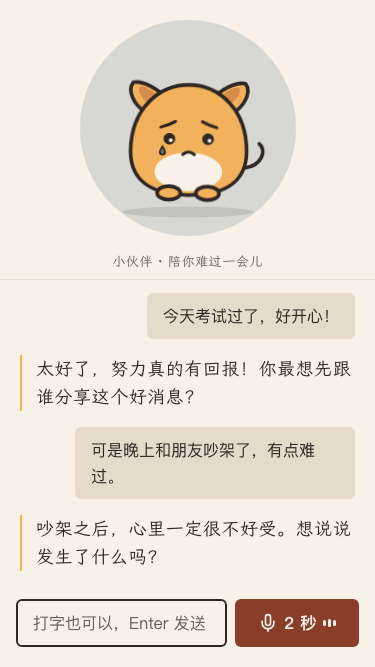 小伙伴·陪你难过一会儿
今天考试过了，好开心！
太好了，努力真的有回报！你最想先跟
谁分享这个好消息？
可是晚上和朋友吵架了，有点难
过。
吵架之后，心里一定很不好受。想说说
发生了什么吗？
打字也可以，Enter 发送
2 秒